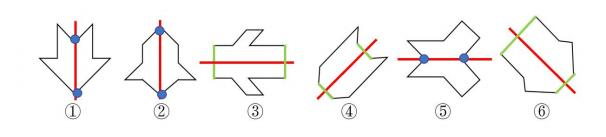 ① ② ③ ④ ⑤ ⑥